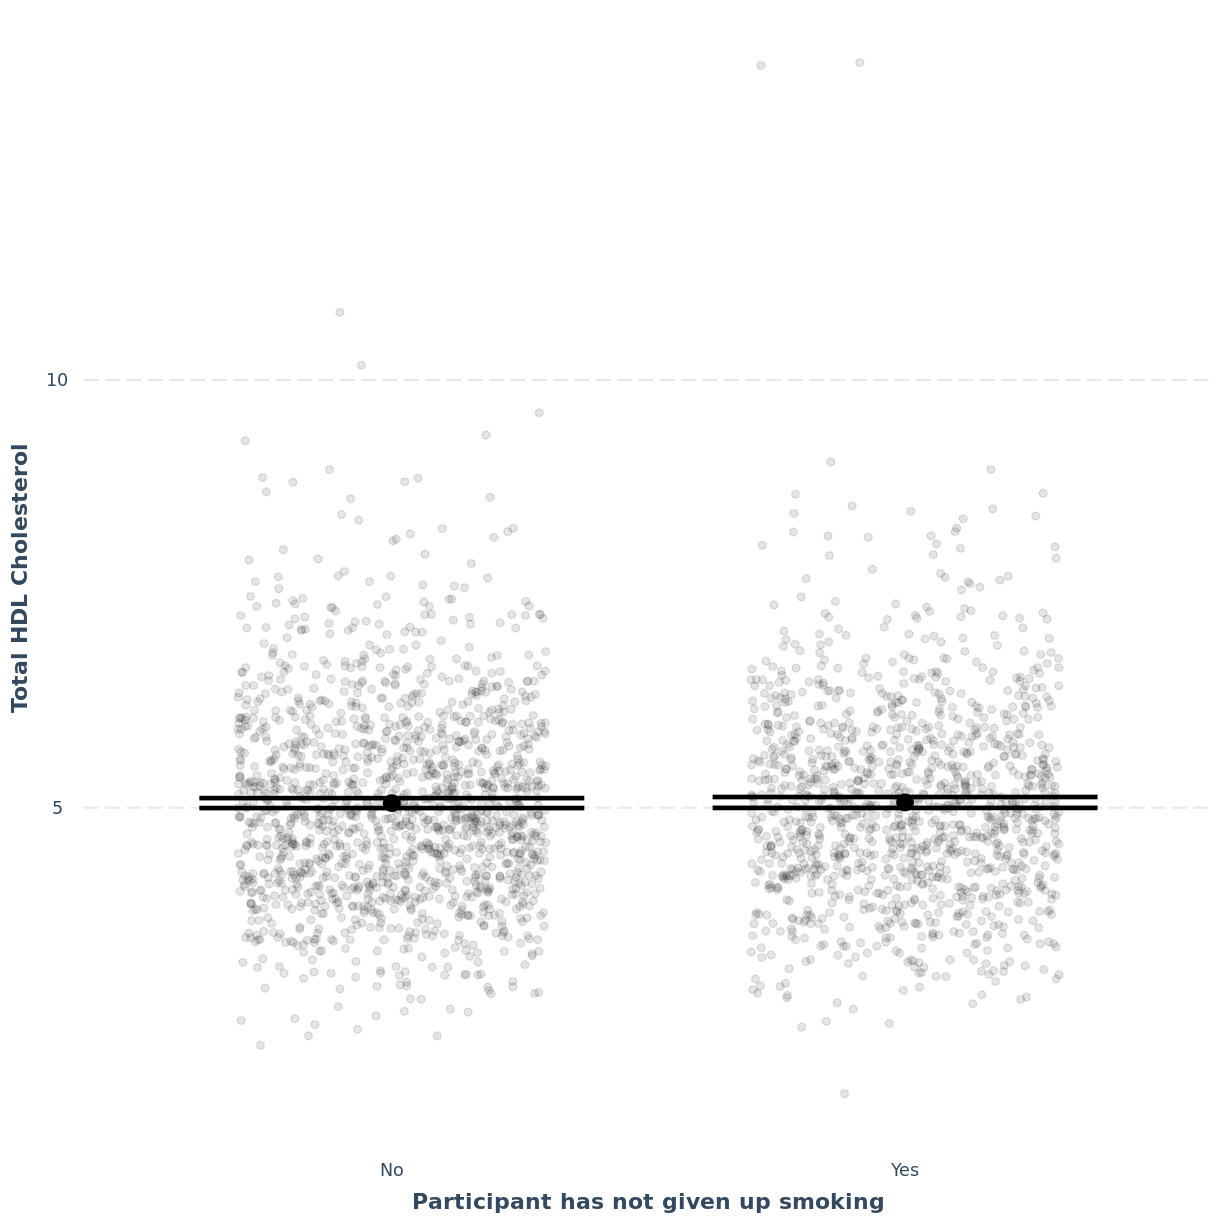 Total HDL Cholesterol
10
5
No
Yes
Participant has not given up smoking